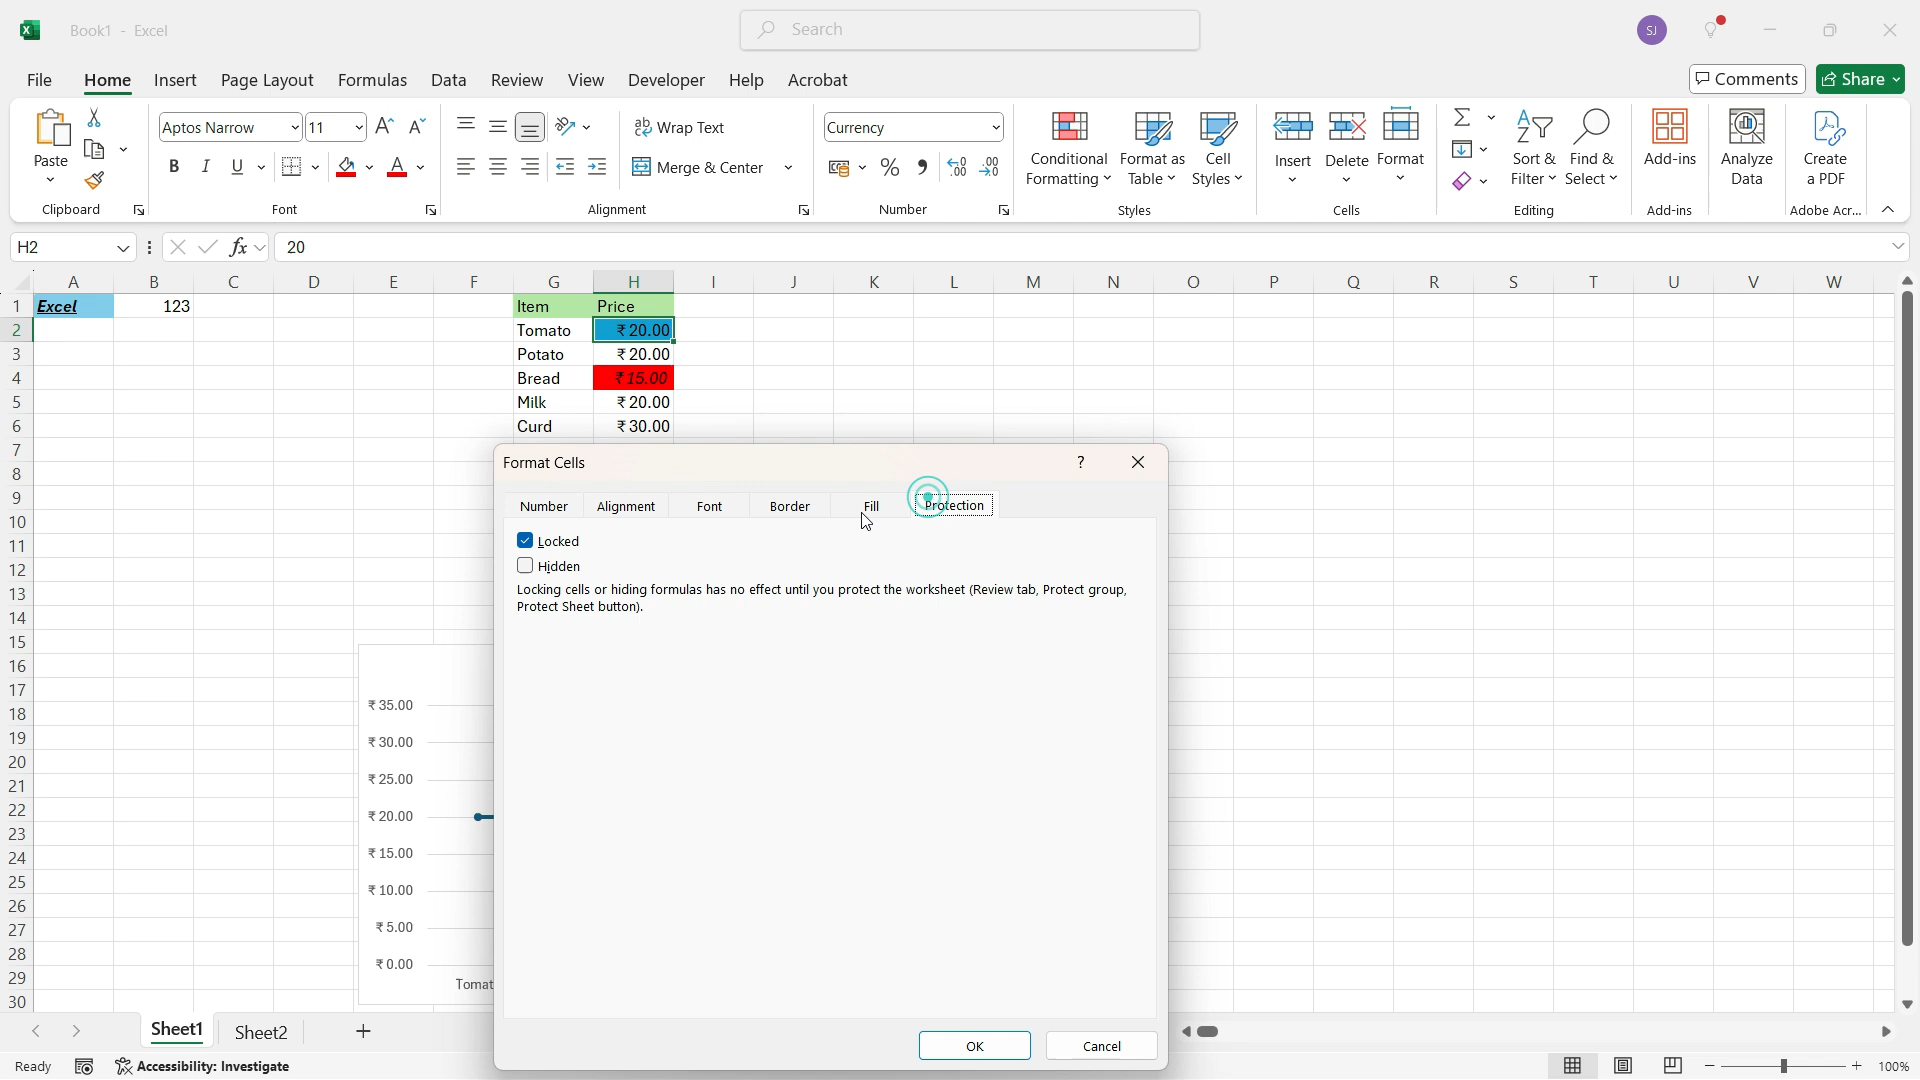 Book1 - Excel
Search
SJ
File Home Insert Page Layout Formulas Data Review View Developer Help Acrobat
Comments Share
Paste
Clipboard
Aptos Narrow 11
B I U A
Font
Wrap Text
Merge & Center
Alignment
Currency
% 9 .00
Number
Conditional Formatting
Format as Table
Cell Styles
Styles
Insert Delete Format
Cells
Sort & Filter
Find & Select
Editing
Add-ins
Add-ins
Analyze Data
Create a PDF
Adobe Acr...
H2 fx 20
A B C D E F G H I J K L M N O P Q R S T U V W
1 Excel 123 Item Price
2 Tomato ₹ 20.00
3 Potato ₹ 20.00
4 Bread ₹ 15.00
5 Milk ₹ 20.00
6 Curd ₹ 30.00
7
8
9
10
11
12
13
14
15
16
17
18
19
20
21
22
23
24
25
26
27
28
29
30
Format Cells ?
Number Alignment Font Border Fill Protection
Locked
Hidden
Locking cells or hiding formulas has no effect until you protect the worksheet (Review tab, Protect group,
Protect Sheet button).
OK Cancel
₹ 35.00
₹ 30.00
₹ 25.00
₹ 20.00
₹ 15.00
₹ 10.00
₹ 5.00
₹ 0.00
Tomat
Sheet1 Sheet2 +
Ready Accessibility: Investigate 100%